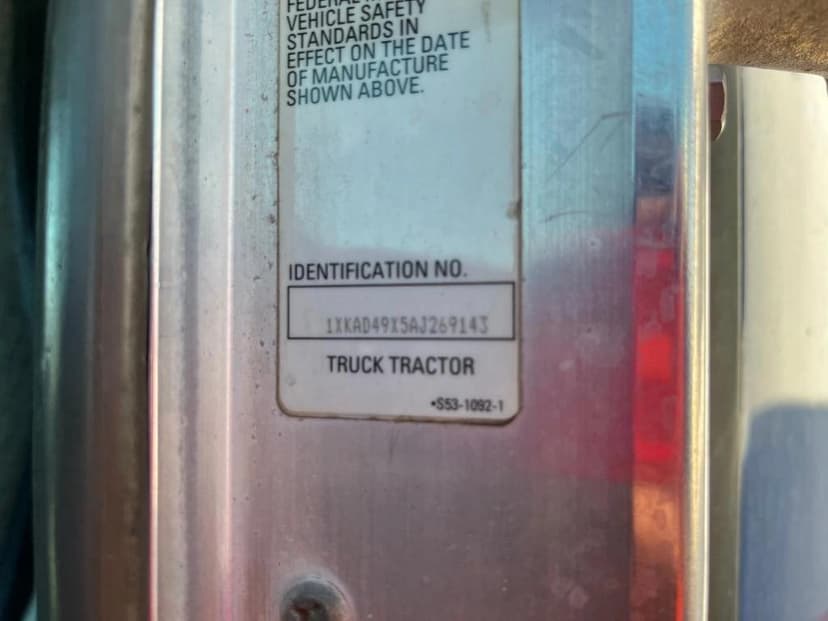 VEHICLE SAFETY
STANDARDS IN
EFFECT ON THE DATE
OF MANUFACTURE
SHOWN ABOVE.
IDENTIFICATION NO.
1XKAD49X5AJ269143
TRUCK TRACTOR
•S53-1092-1